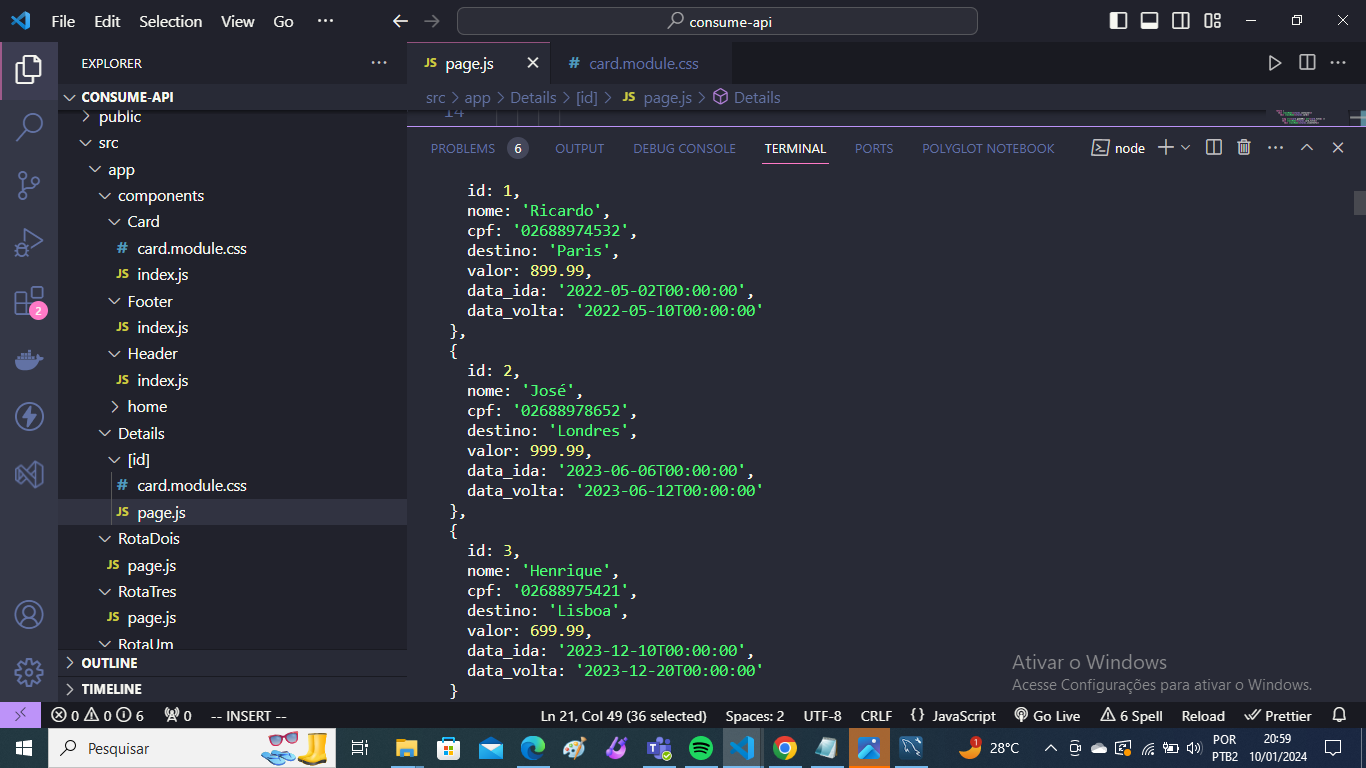 File Edit Selection View Go ··· consume-api
EXPLORER ···
CONSUME-API
public
src
app
components
Card
# card.module.css
JS index.js
Footer
JS index.js
Header
JS index.js
home
Details
[id]
# card.module.css
JS page.js
RotaDois
JS page.js
RotaTres
JS page.js
RotaUm
OUTLINE
TIMELINE
2
JS page.js
# card.module.css
src > app > Details > [id] > JS page.js > Details
14
PROBLEMS 6 OUTPUT DEBUG CONSOLE TERMINAL PORTS POLYGLOT NOTEBOOK node
id: 1,
nome: 'Ricardo',
cpf: '02688974532',
destino: 'Paris',
valor: 899.99,
data_ida: '2022-05-02T00:00:00',
data_volta: '2022-05-10T00:00:00'
},
{
id: 2,
nome: 'José',
cpf: '02688978652',
destino: 'Londres',
valor: 999.99,
data_ida: '2023-06-06T00:00:00',
data_volta: '2023-06-12T00:00:00'
},
{
id: 3,
nome: 'Henrique',
cpf: '02688975421',
destino: 'Lisboa',
valor: 699.99,
data_ida: '2023-12-10T00:00:00',
data_volta: '2023-12-20T00:00:00'
}
Ativar o Windows
Acesse Configurações para ativar o Windows.
0 0 6 0 -- INSERT -- Ln 21, Col 49 (36 selected) Spaces: 2 UTF-8 CRLF {} JavaScript Go Live 6 Spell Reload Prettier
Pesquisar 28°C POR 20:59
PTB2 10/01/2024